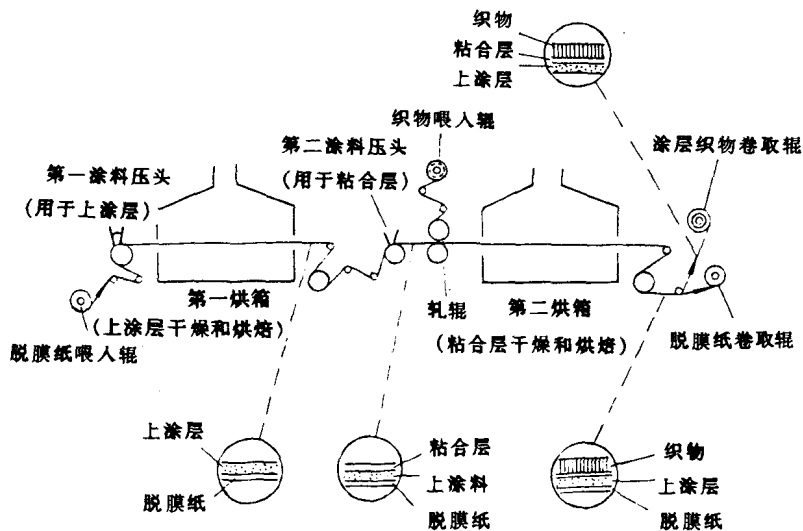 织物
粘合层
上涂层
织物喂入辊
第二涂料压头
(用于粘合层)
第一涂料压头
(用于上涂层)
涂层织物卷取辊
第一烘箱
(上涂层干燥和烘焙)
脱膜纸喂入辊
轧辊
第二烘箱
(粘合层干燥和烘焙)
脱膜纸卷取辊
上涂层
脱膜纸
粘合层
上涂料
脱膜纸
织物
上涂层
脱膜纸